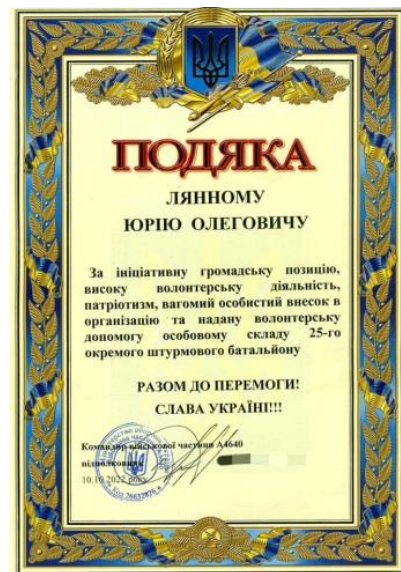 ПОДЯКА
ЛЯННОМУ
ЮРІЮ ОЛЕГОВИЧУ
За ініціативну громадську позицію,
високу волонтерську діяльність,
патріотизм, вагомий особистий внесок в
організацію та надану волонтерську
допомогу особовому складу 25-го
окремого штурмового батальйону
РАЗОМ ДО ПЕРЕМОГИ!
СЛАВА УКРАЇНІ!!!
Командир військової частини А4640
підполковник
10.10.2022 року